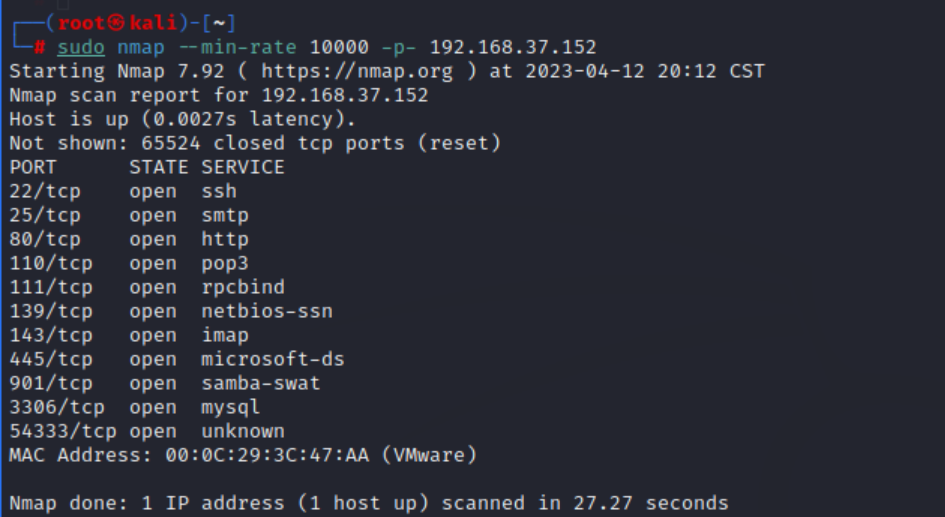 ┌──(root㉿kali)-[~]
└─# sudo nmap --min-rate 10000 -p- 192.168.37.152
Starting Nmap 7.92 ( https://nmap.org ) at 2023-04-12 20:12 CST
Nmap scan report for 192.168.37.152
Host is up (0.0027s latency).
Not shown: 65524 closed tcp ports (reset)
PORT      STATE SERVICE
22/tcp    open  ssh
25/tcp    open  smtp
80/tcp    open  http
110/tcp   open  pop3
111/tcp   open  rpcbind
139/tcp   open  netbios-ssn
143/tcp   open  imap
445/tcp   open  microsoft-ds
901/tcp   open  samba-swat
3306/tcp  open  mysql
54333/tcp open  unknown
MAC Address: 00:0C:29:3C:47:AA (VMware)
Nmap done: 1 IP address (1 host up) scanned in 27.27 seconds